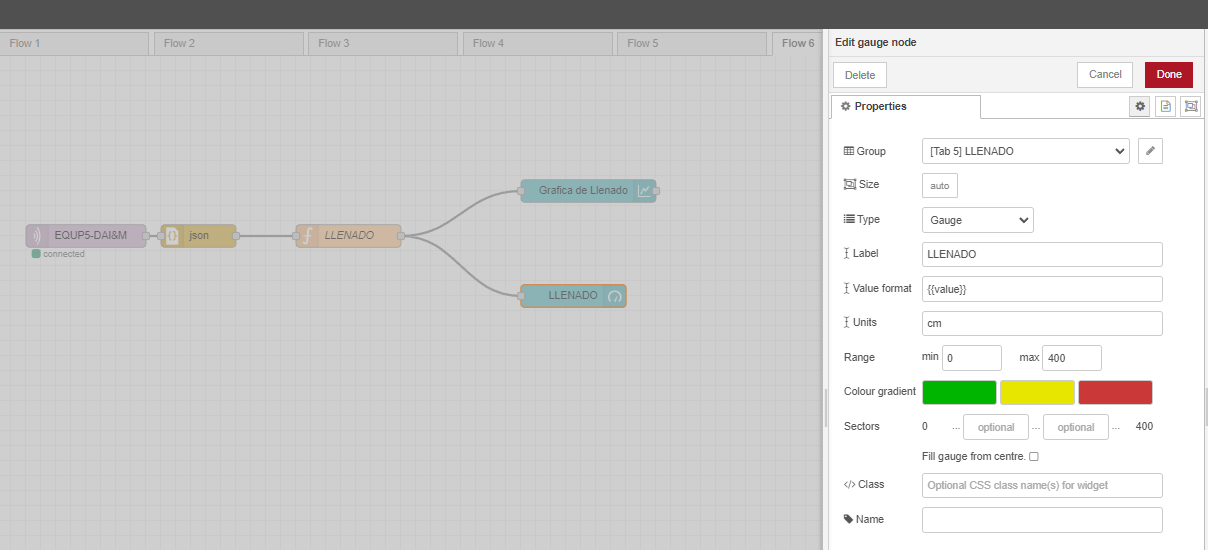 Flow 1
Flow 2
Flow 3
Flow 4
Flow 5
Flow 6
EQUP5-DAI&M
connected
json
LLENADO
Grafica de Llenado
LLENADO
Edit gauge node
Delete
Cancel
Done
Properties
Group
[Tab 5] LLENADO
Size
auto
Type
Gauge
Label
LLENADO
Value format
{{value}}
Units
cm
Range
min 0 max 400
Colour gradient
Sectors
0 ... optional ... optional ... 400
Fill gauge from centre.
</> Class
Optional CSS class name(s) for widget
Name